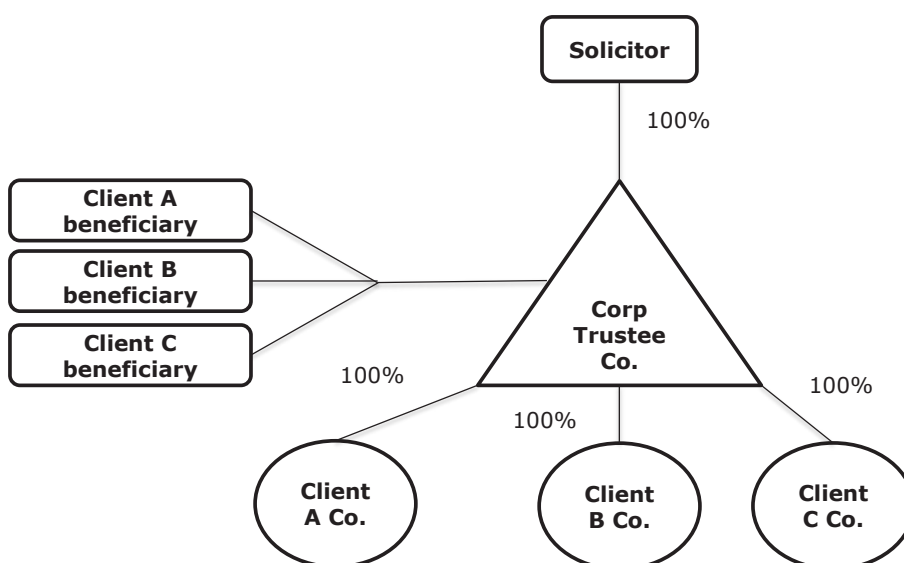 Solicitor
100%
Client A
beneficiary
Client B
beneficiary
Client C
beneficiary
Corp
Trustee
Co.
100%
100%
100%
Client
A Co.
Client
B Co.
Client
C Co.